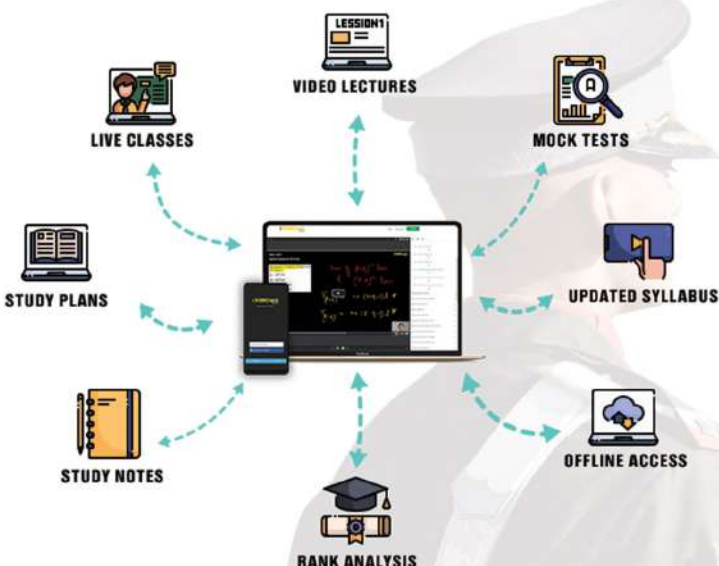 LESSION1
VIDEO LECTURES
LIVE CLASSES
MOCK TESTS
STUDY PLANS
UPDATED SYLLABUS
STUDY NOTES
OFFLINE ACCESS
RANK ANALYSIS